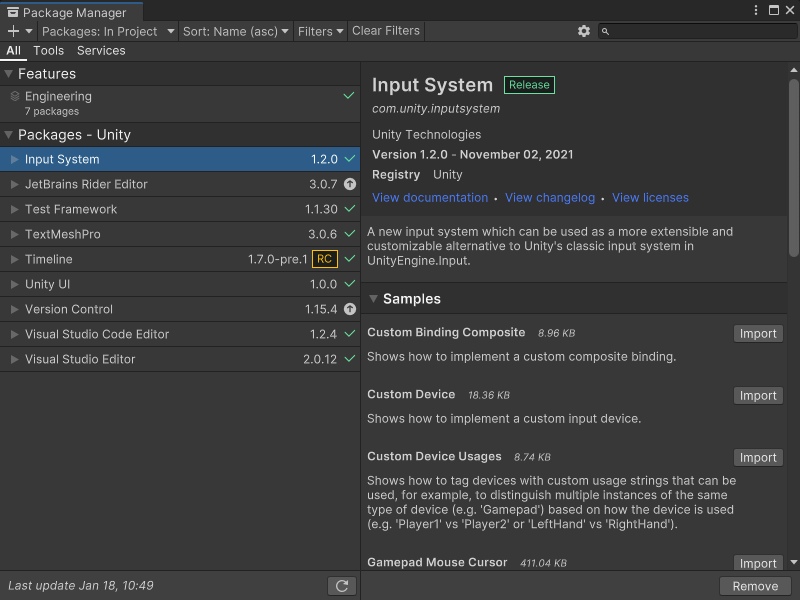 Package Manager
Packages: In Project
Sort: Name (asc)
Filters
Clear Filters
All Tools Services
Features
Engineering
7 packages
Packages - Unity
Input System 1.2.0
JetBrains Rider Editor 3.0.7
Test Framework 1.1.30
TextMeshPro 3.0.6
Timeline 1.7.0-pre.1 RC
Unity UI 1.0.0
Version Control 1.15.4
Visual Studio Code Editor 1.2.4
Visual Studio Editor 2.0.12
Last update Jan 18, 10:49
Input System Release
com.unity.inputsystem
Unity Technologies
Version 1.2.0 - November 02, 2021
Registry Unity
View documentation • View changelog • View licenses
A new input system which can be used as a more extensible and
customizable alternative to Unity's classic input system in
UnityEngine.Input.
Samples
Custom Binding Composite 8.96 KB Import
Shows how to implement a custom composite binding.
Custom Device 18.36 KB Import
Shows how to implement a custom input device.
Custom Device Usages 8.74 KB Import
Shows how to tag devices with custom usage strings that can be
used, for example, to distinguish multiple instances of the same
type of device (e.g. 'Gamepad') based on how the device is used
(e.g. 'Player1' vs 'Player2' or 'LeftHand' vs 'RightHand').
Gamepad Mouse Cursor 411.04 KB Import
Remove